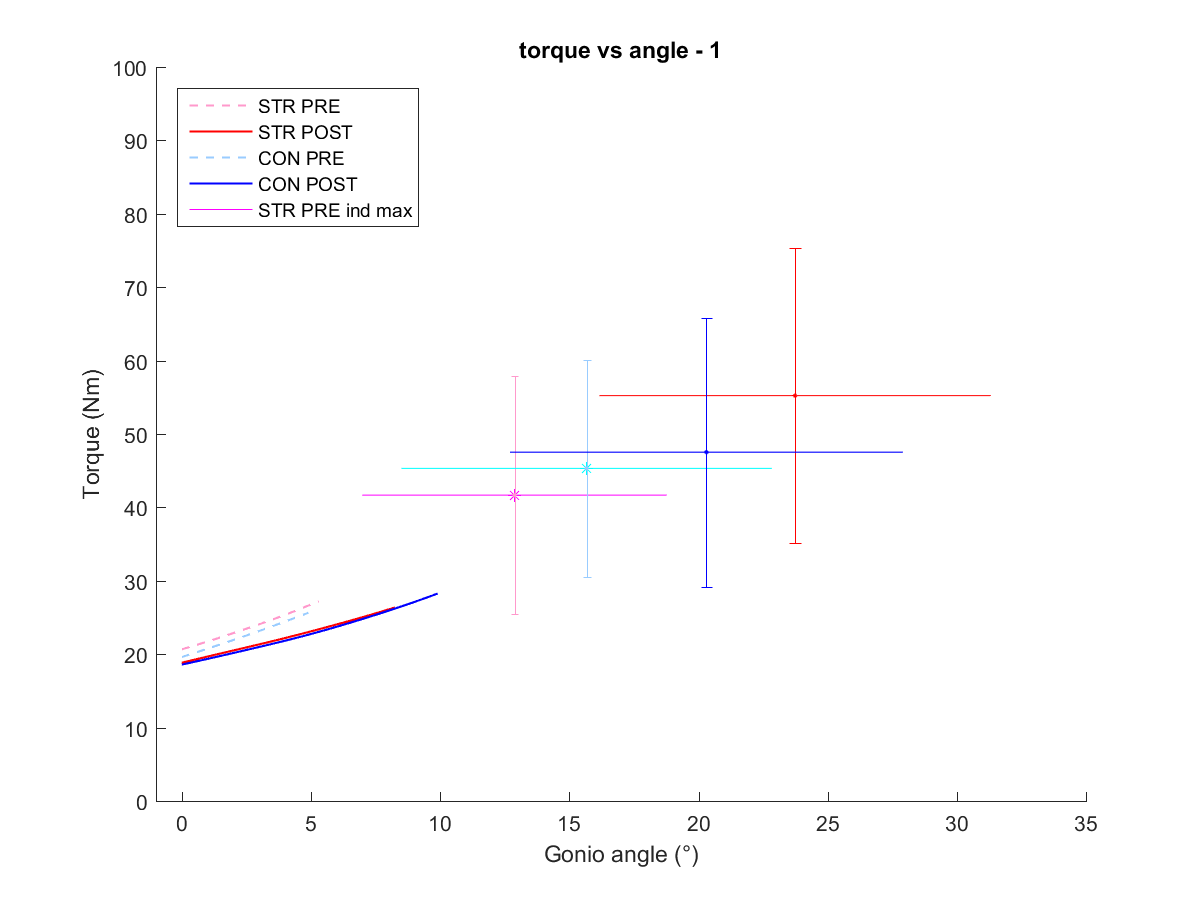 torque vs angle - 1
100
90
80
70
60
50
40
30
20
10
0
Torque (Nm)
STR PRE
STR POST
CON PRE
CON POST
STR PRE ind max
0 5 10 15 20 25 30 35
Gonio angle (°)